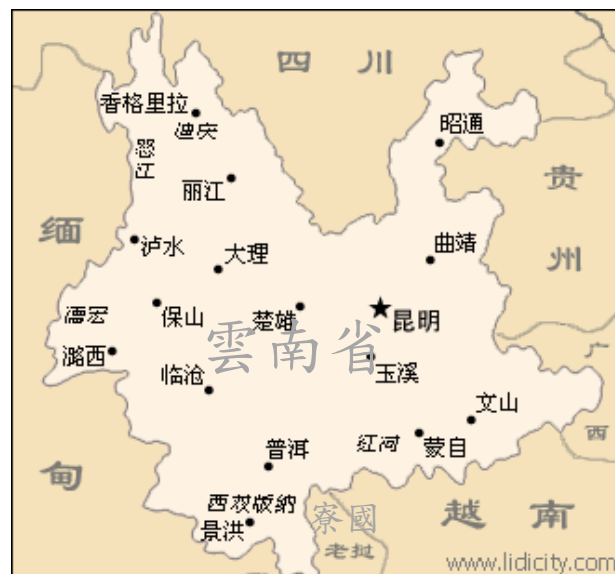 四川
香格里拉
迪庆
昭通
怒江
丽江
贵州
缅甸
泸水
大理
曲靖
德宏
保山
楚雄
昆明
雲南省
潞西
临沧
玉溪
广西
文山
红河
蒙自
普洱
西双版纳
景洪
寮國
老挝
越南
www.lidicity.com